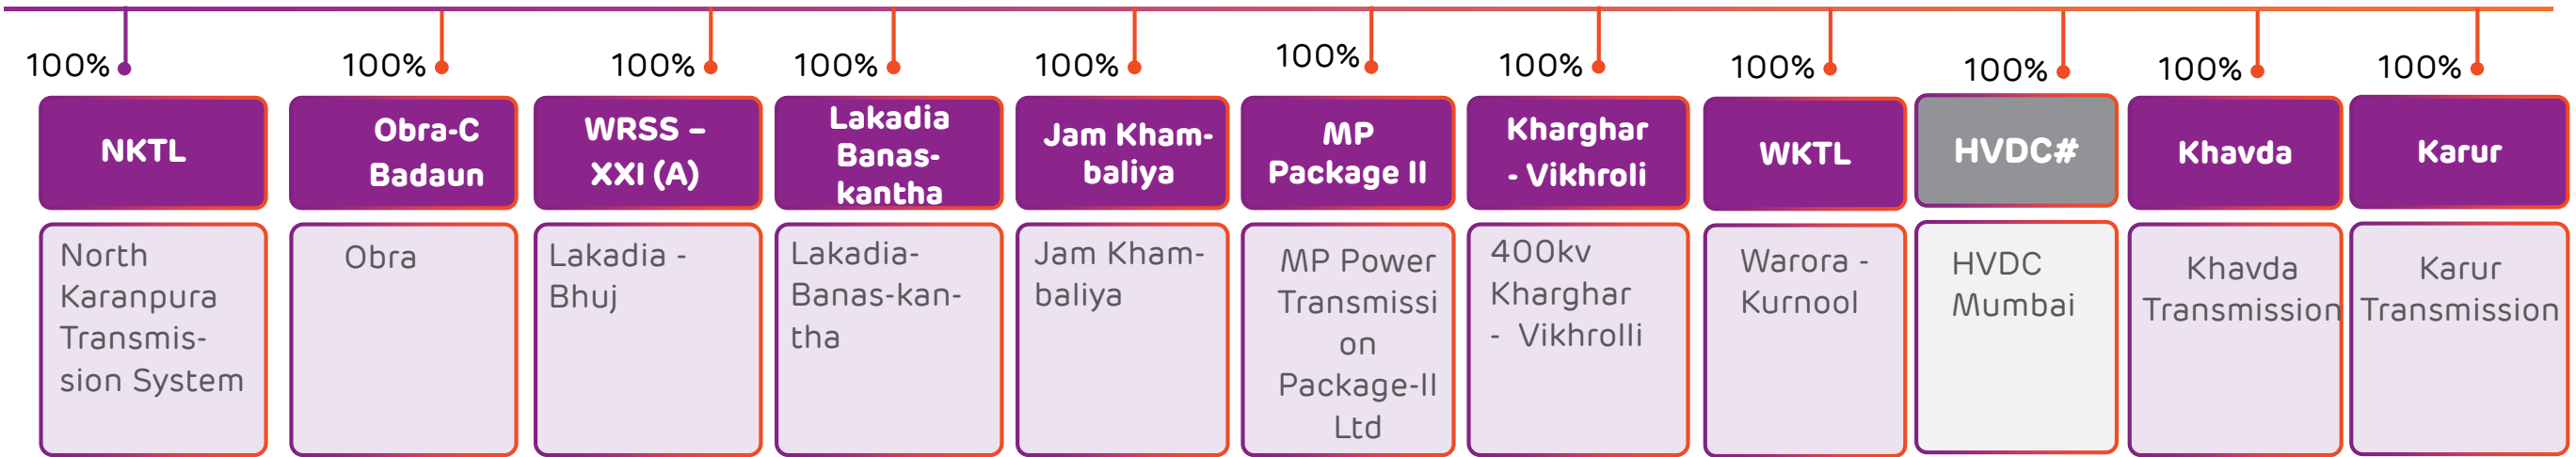 100%
100%
100%
100%
100%
100%
100%
100%
100%
100%
100%
NKTL
Obra-C
Badaun
WRSS –
XXI (A)
Lakadia
Banas-
kantha
Jam Kham-
baliya
MP
Package II
Kharghar
- Vikhroli
WKTL
HVDC#
Khavda
Karur
North
Karanpura
Transmis-
sion System
Obra
Lakadia -
Bhuj
Lakadia-
Banas-kan-
tha
Jam Kham-
baliya
MP Power
Transmissi
on
Package-II
Ltd
400kv
Kharghar
- Vikhrolli
Warora -
Kurnool
HVDC
Mumbai
Khavda
Transmission
Karur
Transmission